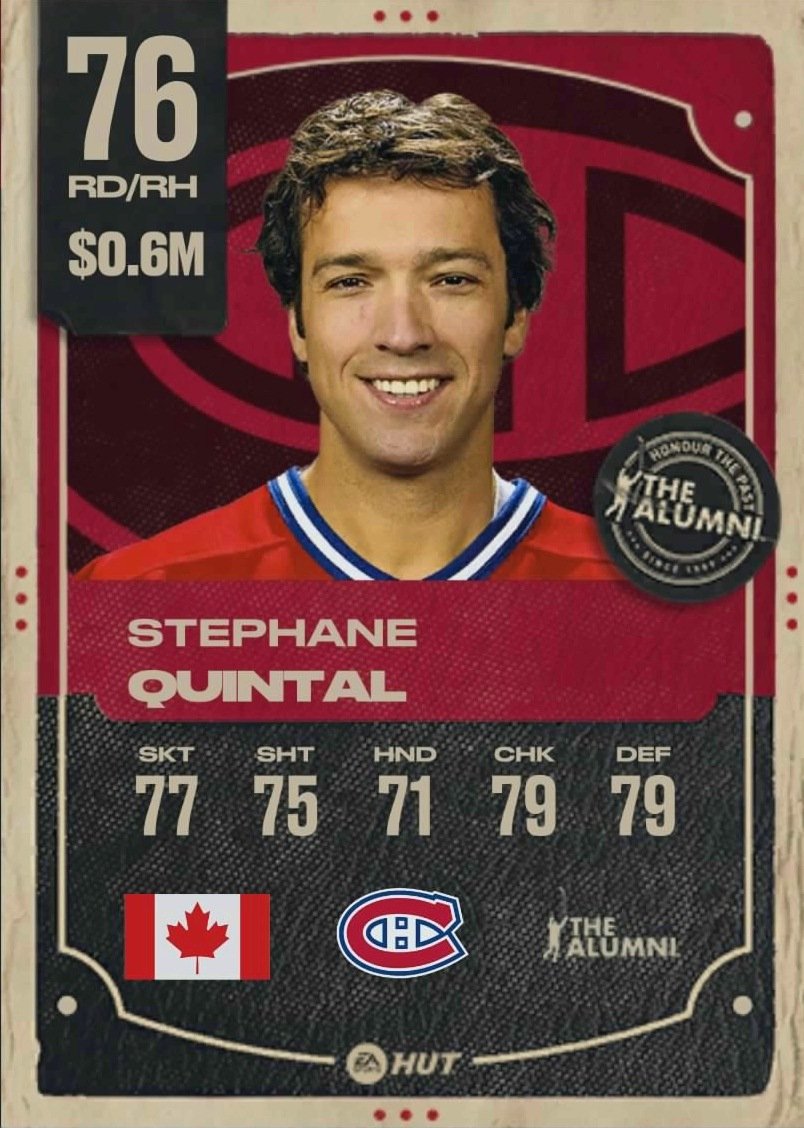 76
RD/RH
$0.6M
HONOUR THE PAST
THE
ALUMNI
STEPHANE
QUINTAL
SKT SHT HND CHK DEF
77 75 71 79 79
THE
ALUMNI
EA HUT